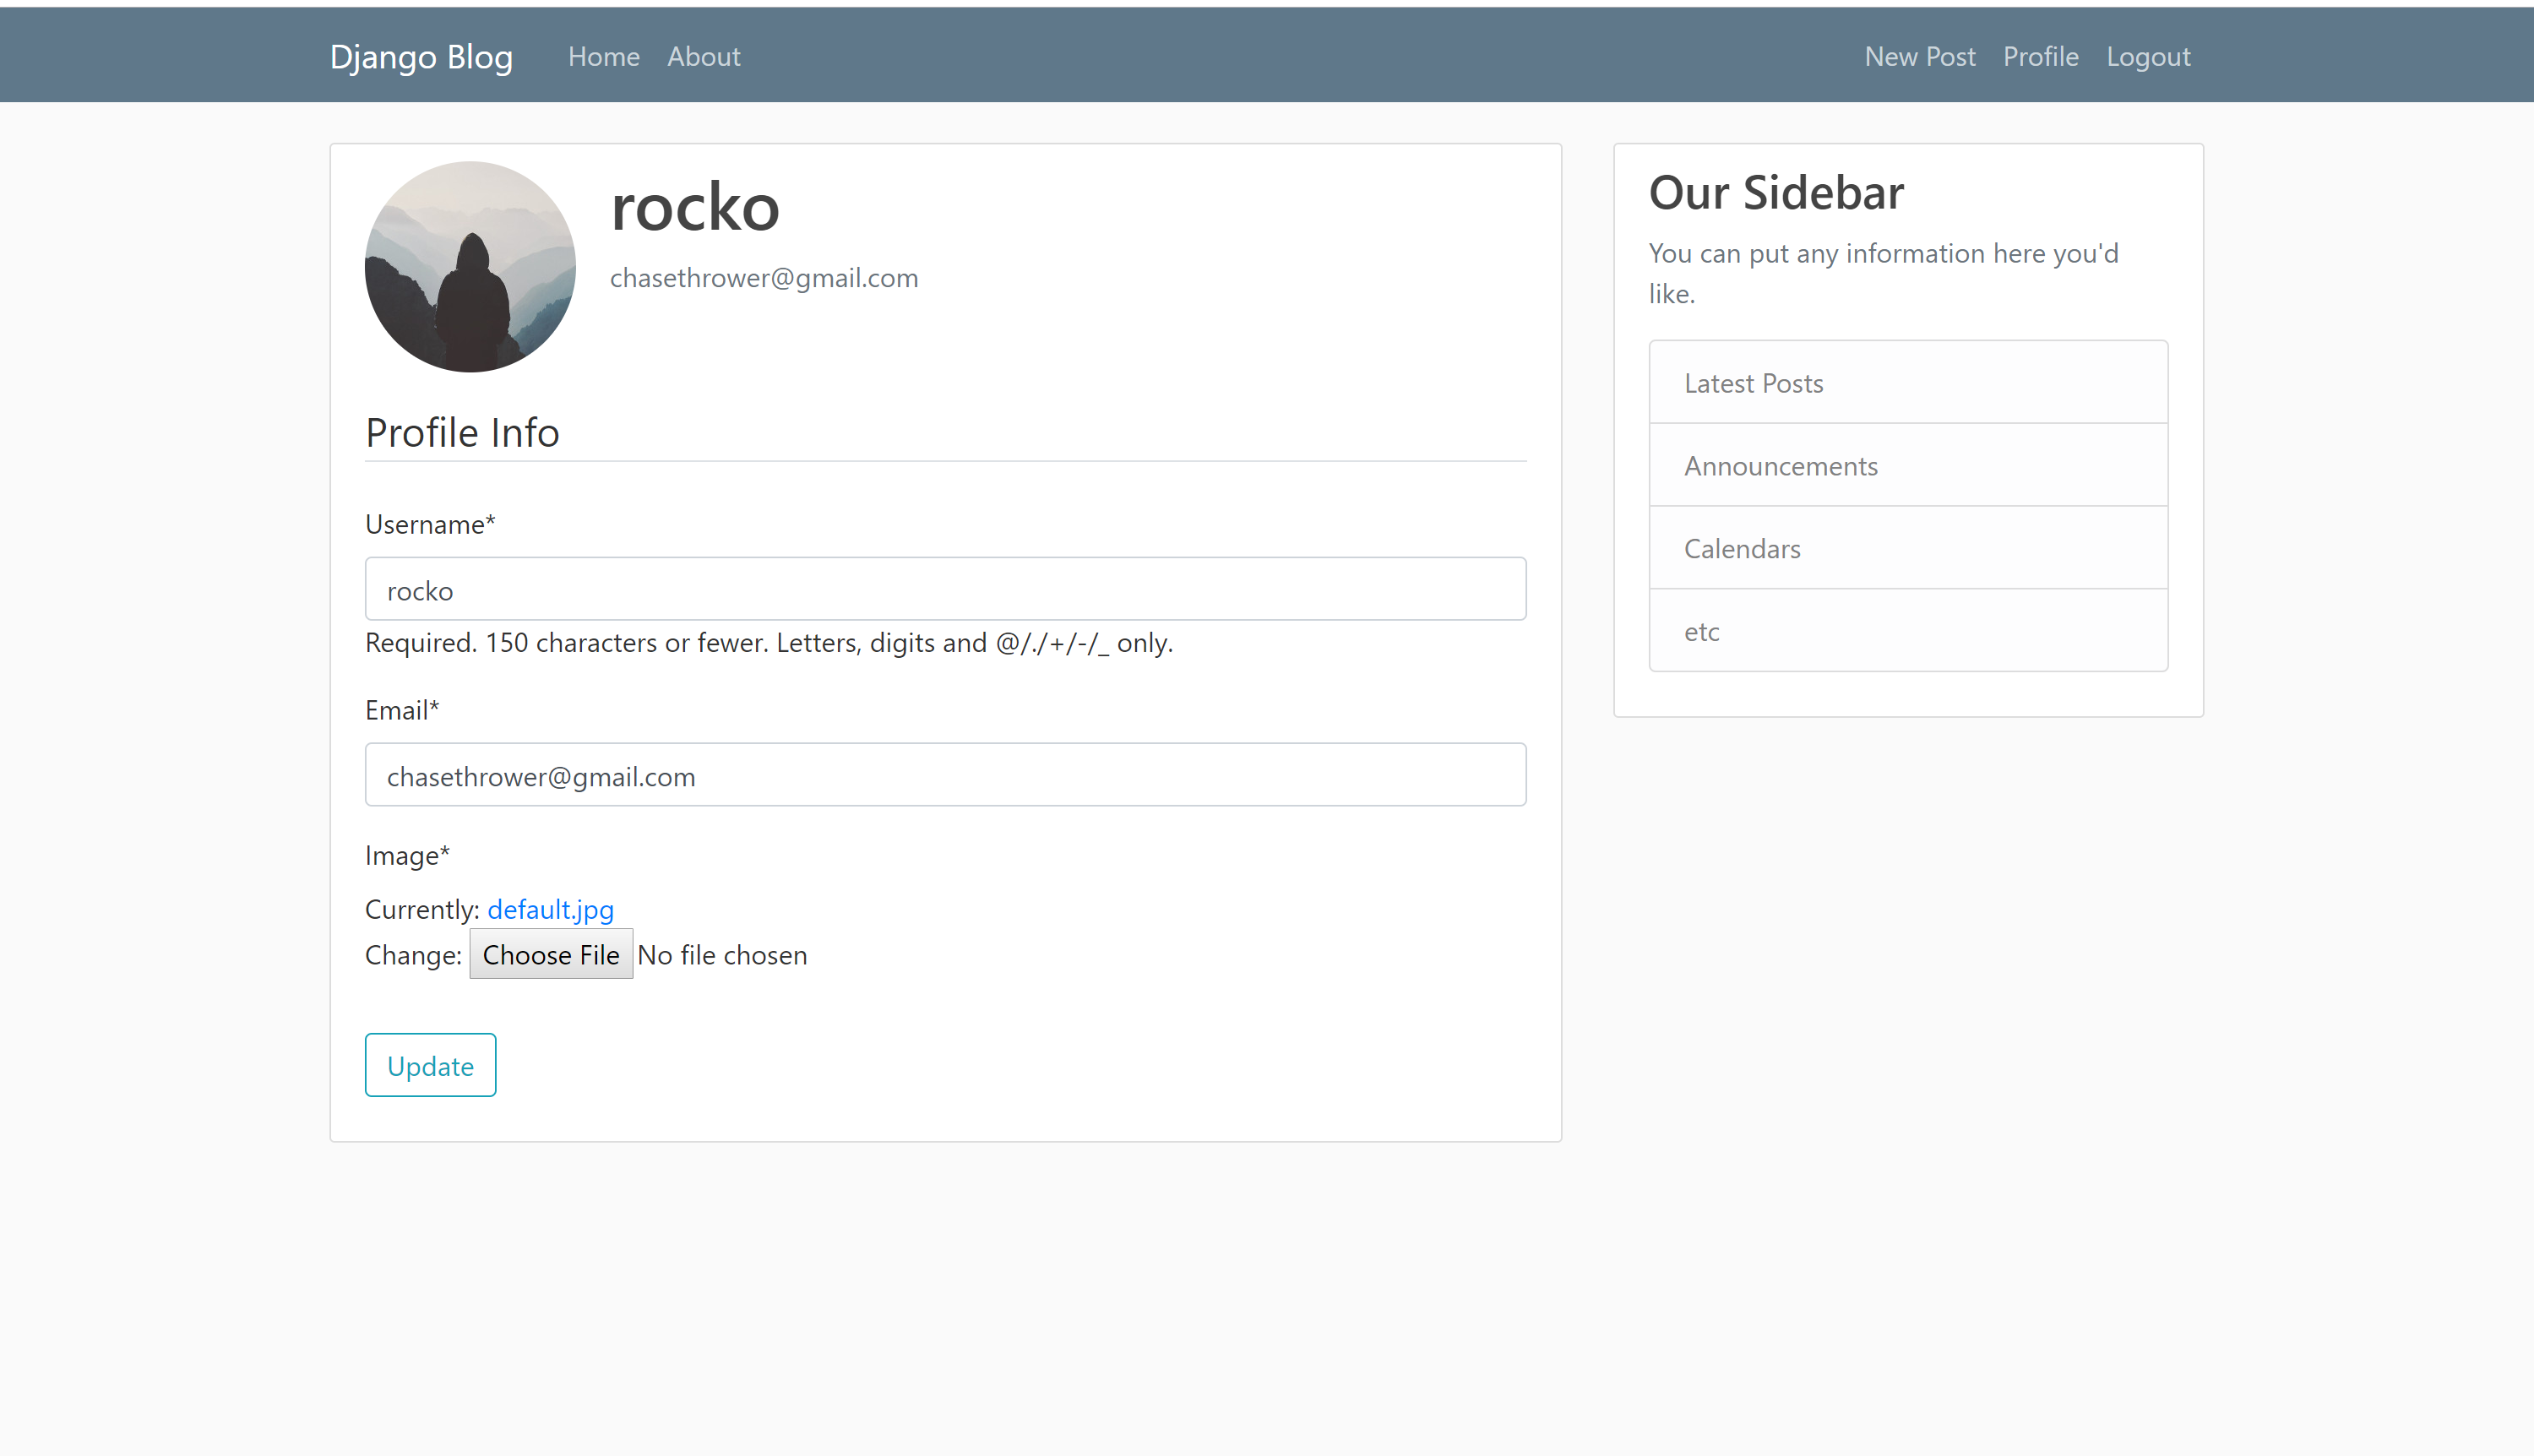 Django Blog Home About New Post Profile Logout
rocko
chasethrower@gmail.com
Profile Info
Username*
rocko
Required. 150 characters or fewer. Letters, digits and @/./+/-/_ only.
Email*
chasethrower@gmail.com
Image*
Currently: default.jpg
Change: Choose File No file chosen
Update
Our Sidebar
You can put any information here you'd
like.
Latest Posts
Announcements
Calendars
etc